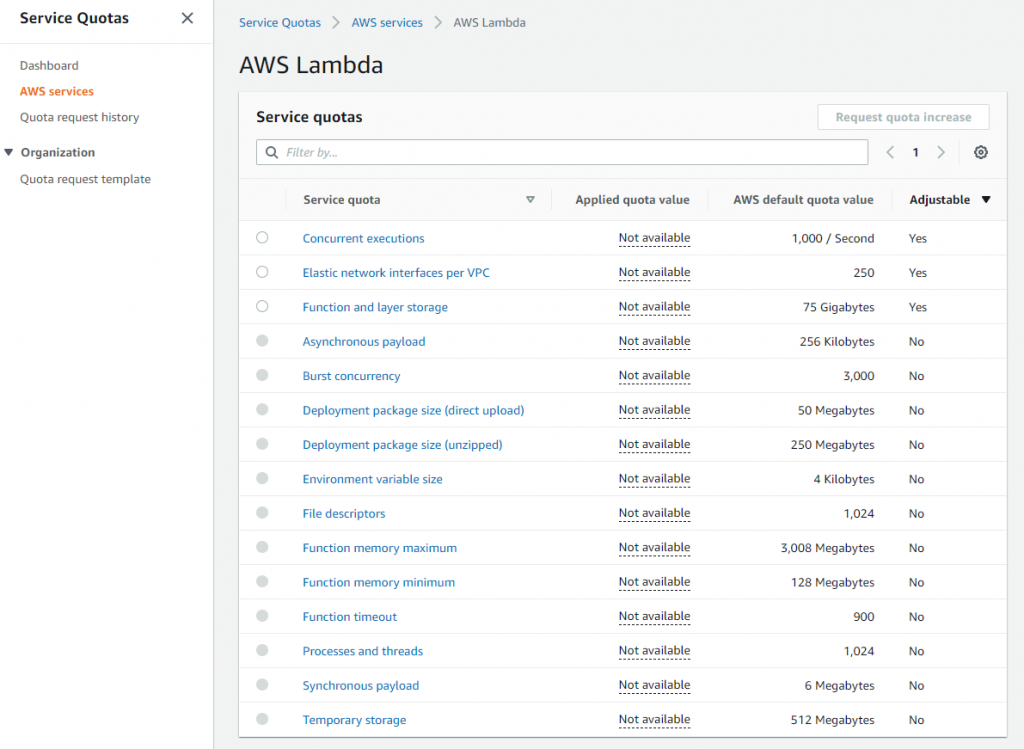 Service Quotas
Dashboard
AWS services
Quota request history
Organization
Quota request template
Service Quotas > AWS services > AWS Lambda
AWS Lambda
Service quotas
Request quota increase
Filter by...
1
Service quota Applied quota value AWS default quota value Adjustable
Concurrent executions Not available 1,000 / Second Yes
Elastic network interfaces per VPC Not available 250 Yes
Function and layer storage Not available 75 Gigabytes Yes
Asynchronous payload Not available 256 Kilobytes No
Burst concurrency Not available 3,000 No
Deployment package size (direct upload) Not available 50 Megabytes No
Deployment package size (unzipped) Not available 250 Megabytes No
Environment variable size Not available 4 Kilobytes No
File descriptors Not available 1,024 No
Function memory maximum Not available 3,008 Megabytes No
Function memory minimum Not available 128 Megabytes No
Function timeout Not available 900 No
Processes and threads Not available 1,024 No
Synchronous payload Not available 6 Megabytes No
Temporary storage Not available 512 Megabytes No